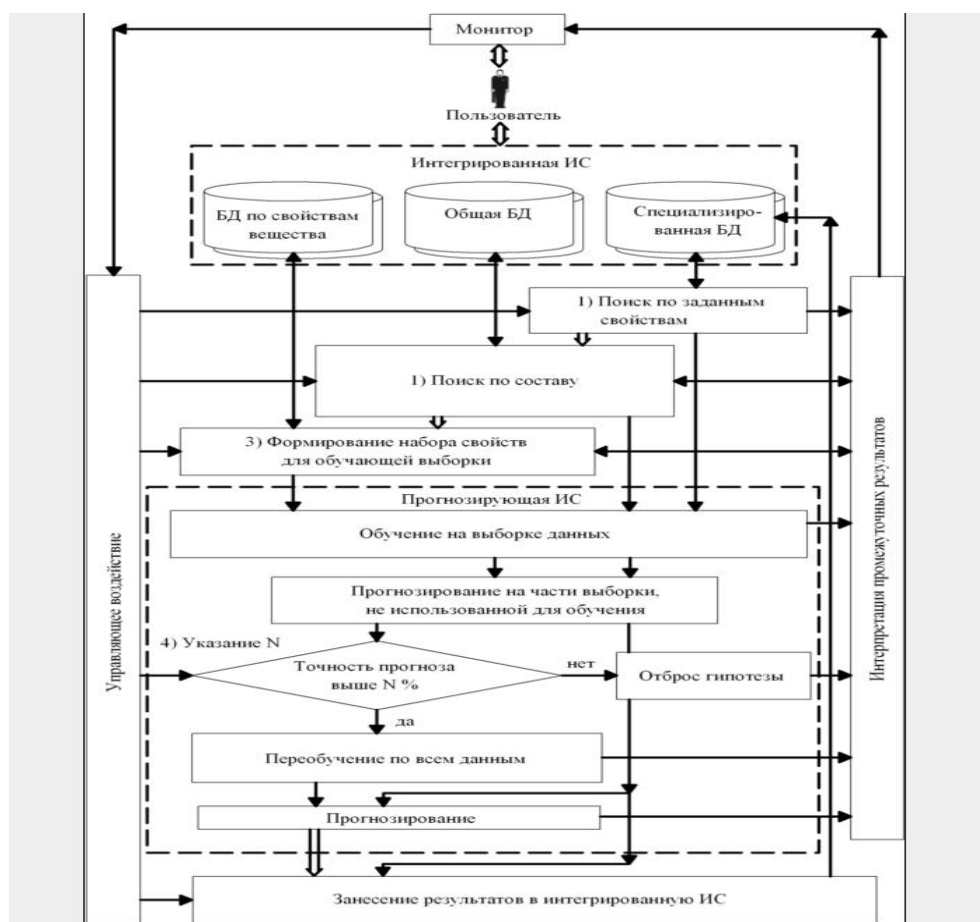 Монитор
Пользователь
Интегрированная ИС
БД по свойствам
вещества
Общая БД
Специализиро-
ванная БД
1) Поиск по заданным
свойствам
1) Поиск по составу
3) Формирование набора свойств
для обучающей выборки
Прогнозирующая ИС
Обучение на выборке данных
Прогнозирование на части выборки,
не использованной для обучения
4) Указание N
Точность прогноза
выше N %
нет
Отброс гипотезы
да
Переобучение по всем данным
Прогнозирование
Занесение результатов в интегрированную ИС
Управляющее воздействие
Интерпретация промежуточных результатов